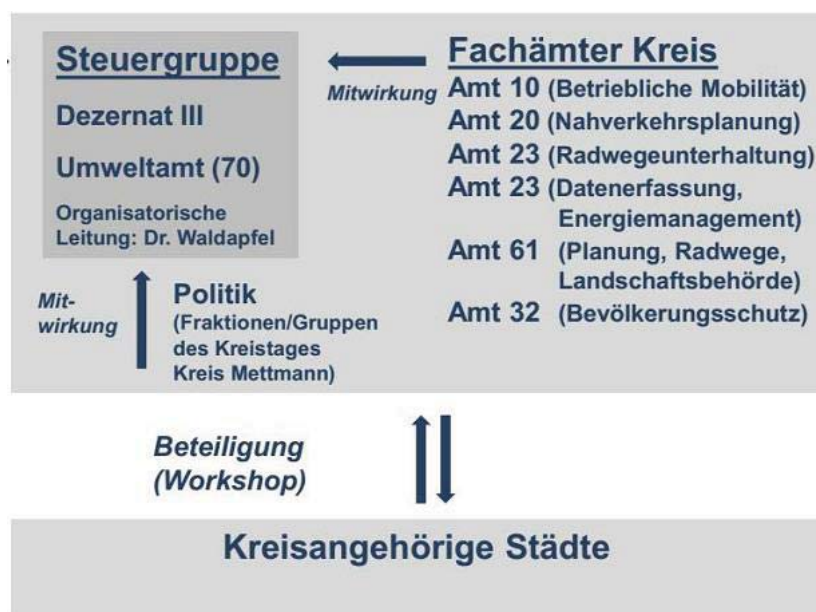 Steuergruppe
Dezernat III
Umweltamt (70)
Organisatorische
Leitung: Dr. Waldapfel
Mitwirkung
Fachämter Kreis
Amt 10 (Betriebliche Mobilität)
Amt 20 (Nahverkehrsplanung)
Amt 23 (Radwegeunterhaltung)
Amt 23 (Datenerfassung,
Energiemanagement)
Amt 61 (Planung, Radwege,
Landschaftsbehörde)
Amt 32 (Bevölkerungsschutz)
Mit-
wirkung
Politik
(Fraktionen/Gruppen
des Kreistages
Kreis Mettmann)
Beteiligung
(Workshop)
Kreisangehörige Städte